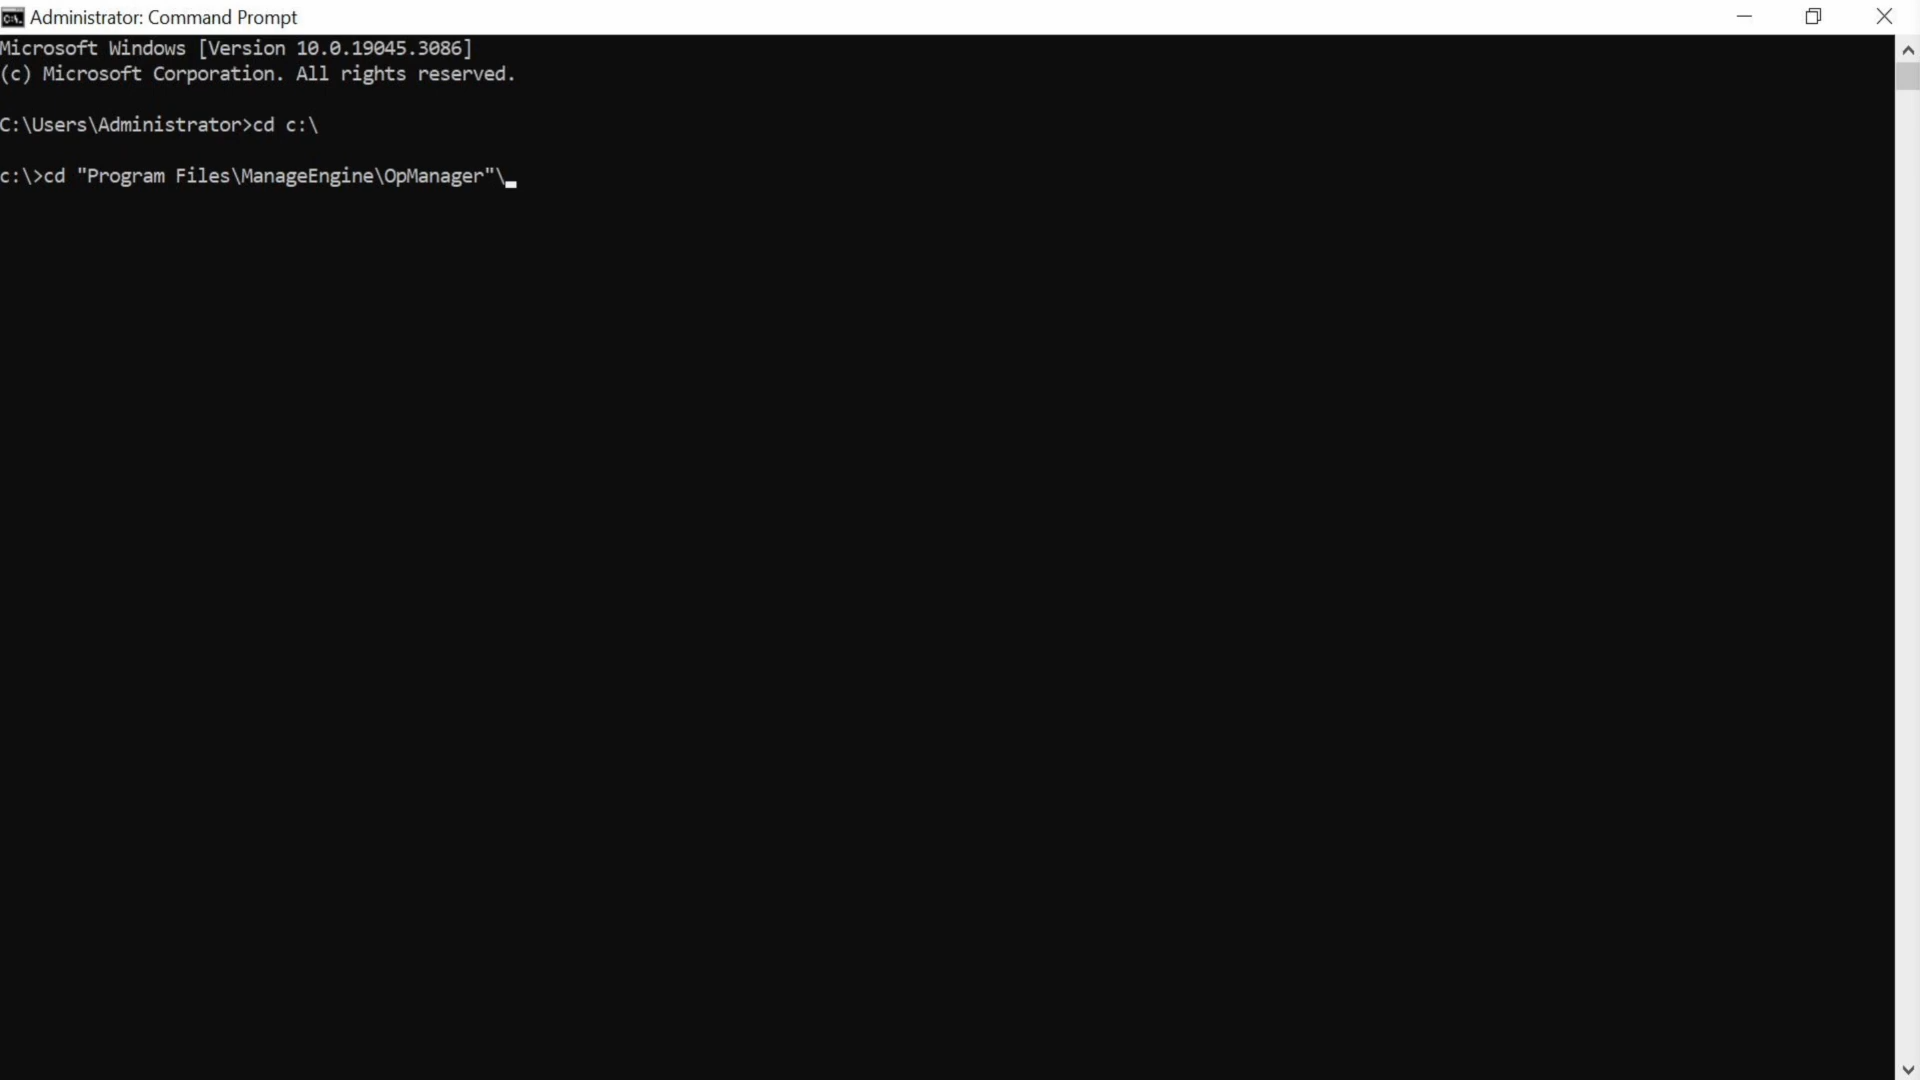 Administrator: Command Prompt
Microsoft Windows [Version 10.0.19045.3086]
(c) Microsoft Corporation. All rights reserved.
C:\Users\Administrator>cd c:\
c:\>cd "Program Files\ManageEngine\OpManager"\